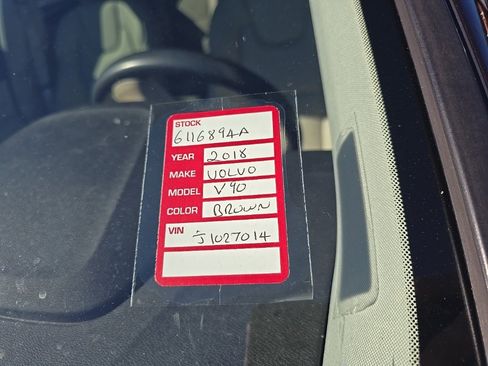 STOCK
6116894A
YEAR 2018
MAKE VOLVO
MODEL V90
COLOR BROWN
VIN J1027014